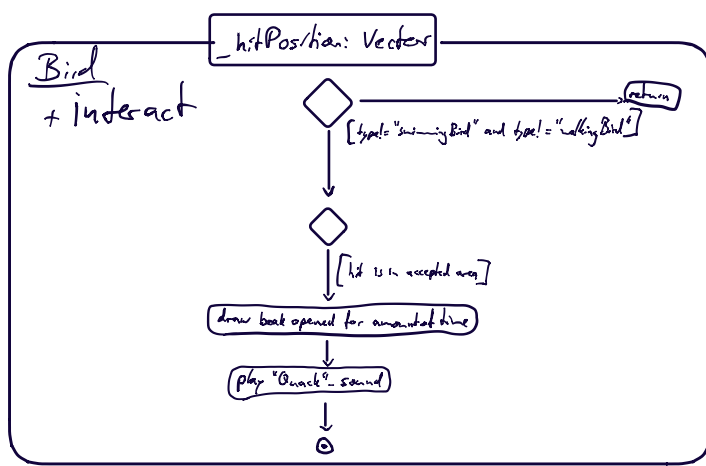 _hitPosition: Vector
Bird
+ interact
return
[type!= "swimmingBird" and type!= "walkingBird"]
[hit is in accepted area]
draw beak opened for amount of time
play "Quack"-sound